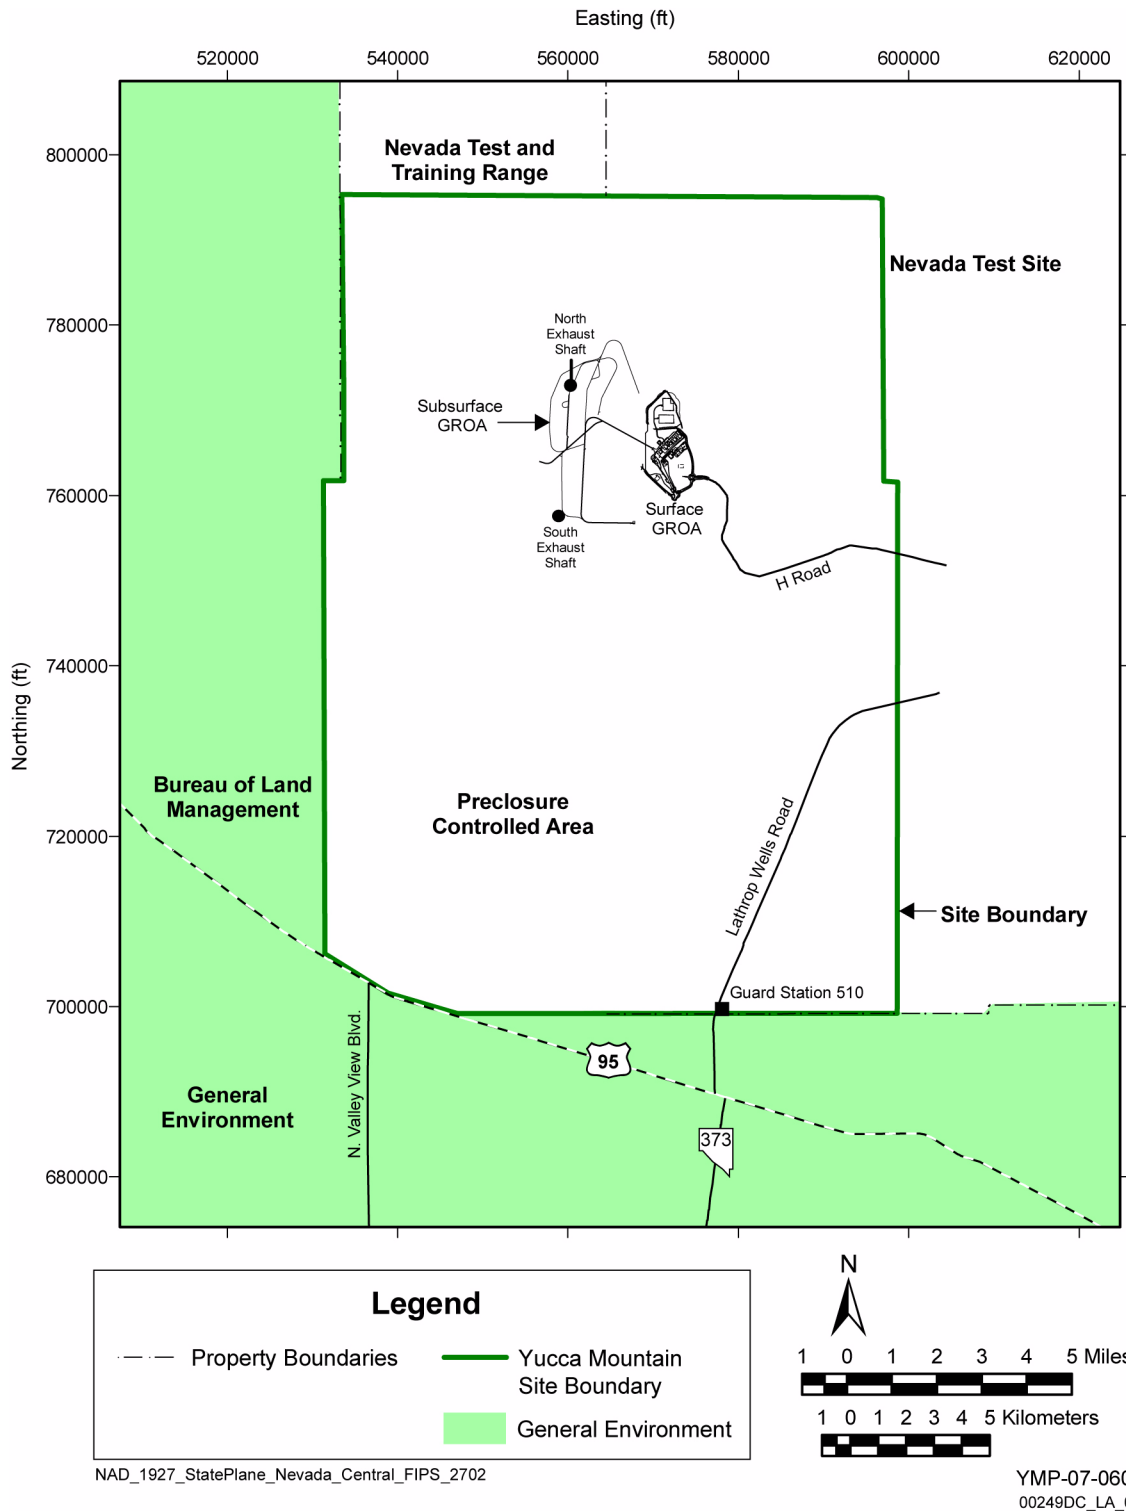 Easting (ft)
520000 540000 560000 580000 600000 620000
Nevada Test and
Training Range
800000
Nevada Test Site
780000
North
Exhaust
Shaft
Subsurface
GROA
760000
Surface
GROA
South
Exhaust
Shaft
H Road
740000
Northing (ft)
Bureau of Land
Management
Preclosure
Controlled Area
Lathrop Wells Road
720000
Site Boundary
700000
Guard Station 510
N. Valley View Blvd.
95
General
Environment
373
680000
Legend
Property Boundaries
Yucca Mountain
Site Boundary
General Environment
N
1 0 1 2 3 4 5 Miles
1 0 1 2 3 4 5 Kilometers
NAD_1927_StatePlane_Nevada_Central_FIPS_2702
YMP-07-060
00249DC_LA_